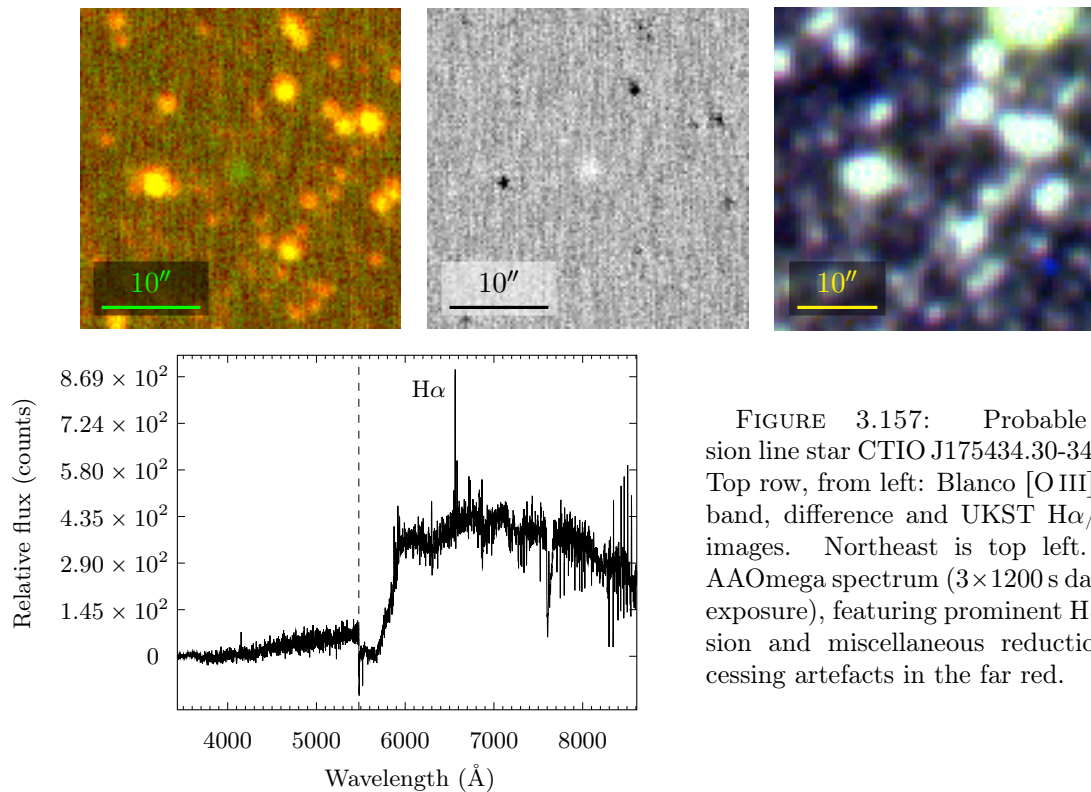 10″
10″
10″
8.69 × 10²
7.24 × 10²
5.80 × 10²
4.35 × 10²
2.90 × 10²
1.45 × 10²
0
Relative flux (counts)
Hα
4000 5000 6000 7000 8000
Wavelength (Å)
FIGURE 3.157: Probable
sion line star CTIO J175434.30-34
Top row, from left: Blanco [O III]
band, difference and UKST Hα/
images. Northeast is top left.
AAOmega spectrum (3×1200 s da
exposure), featuring prominent H
sion and miscellaneous reductio
cessing artefacts in the far red.